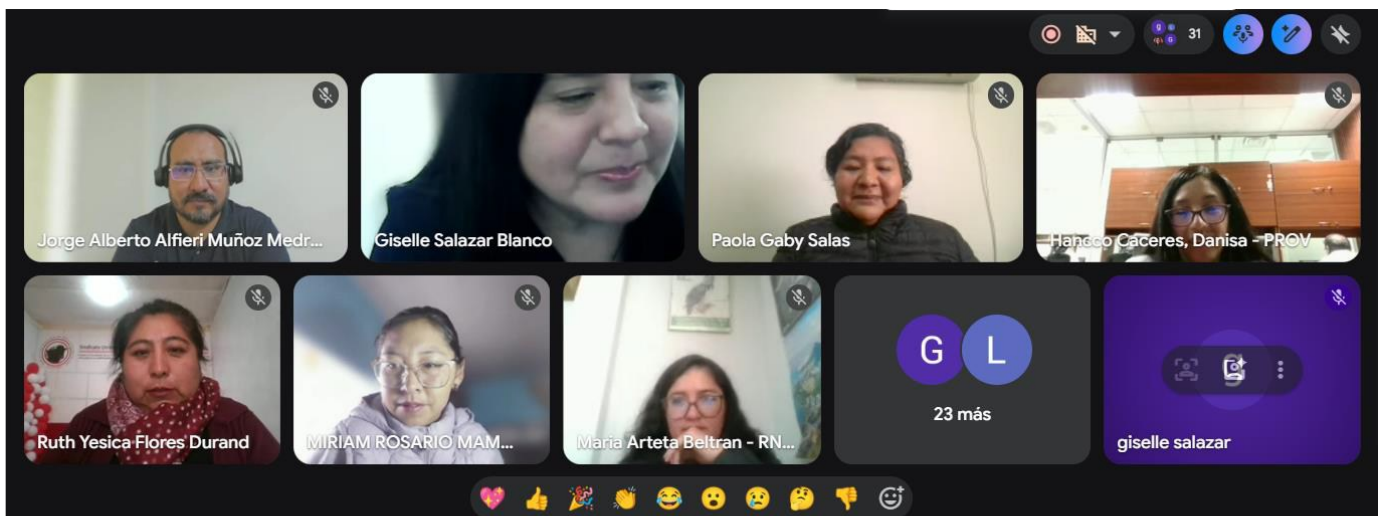 31
Jorge Alberto Alfieri Muñoz Medr...
Giselle Salazar Blanco
Paola Gaby Salas
Hancco Caceres, Danisa - PROV
Ruth Yesica Flores Durand
MIRIAM ROSARIO MAM...
Maria Arteta Beltran - RN...
G L
23 más
giselle salazar